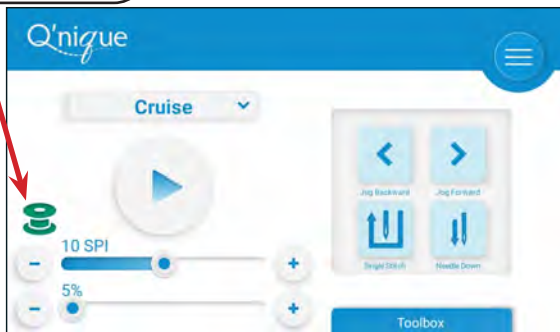 Q'nique
Cruise
10 SPI
5%
Jog Backward
Jog Forward
Single Stitch
Needle Down
Toolbox